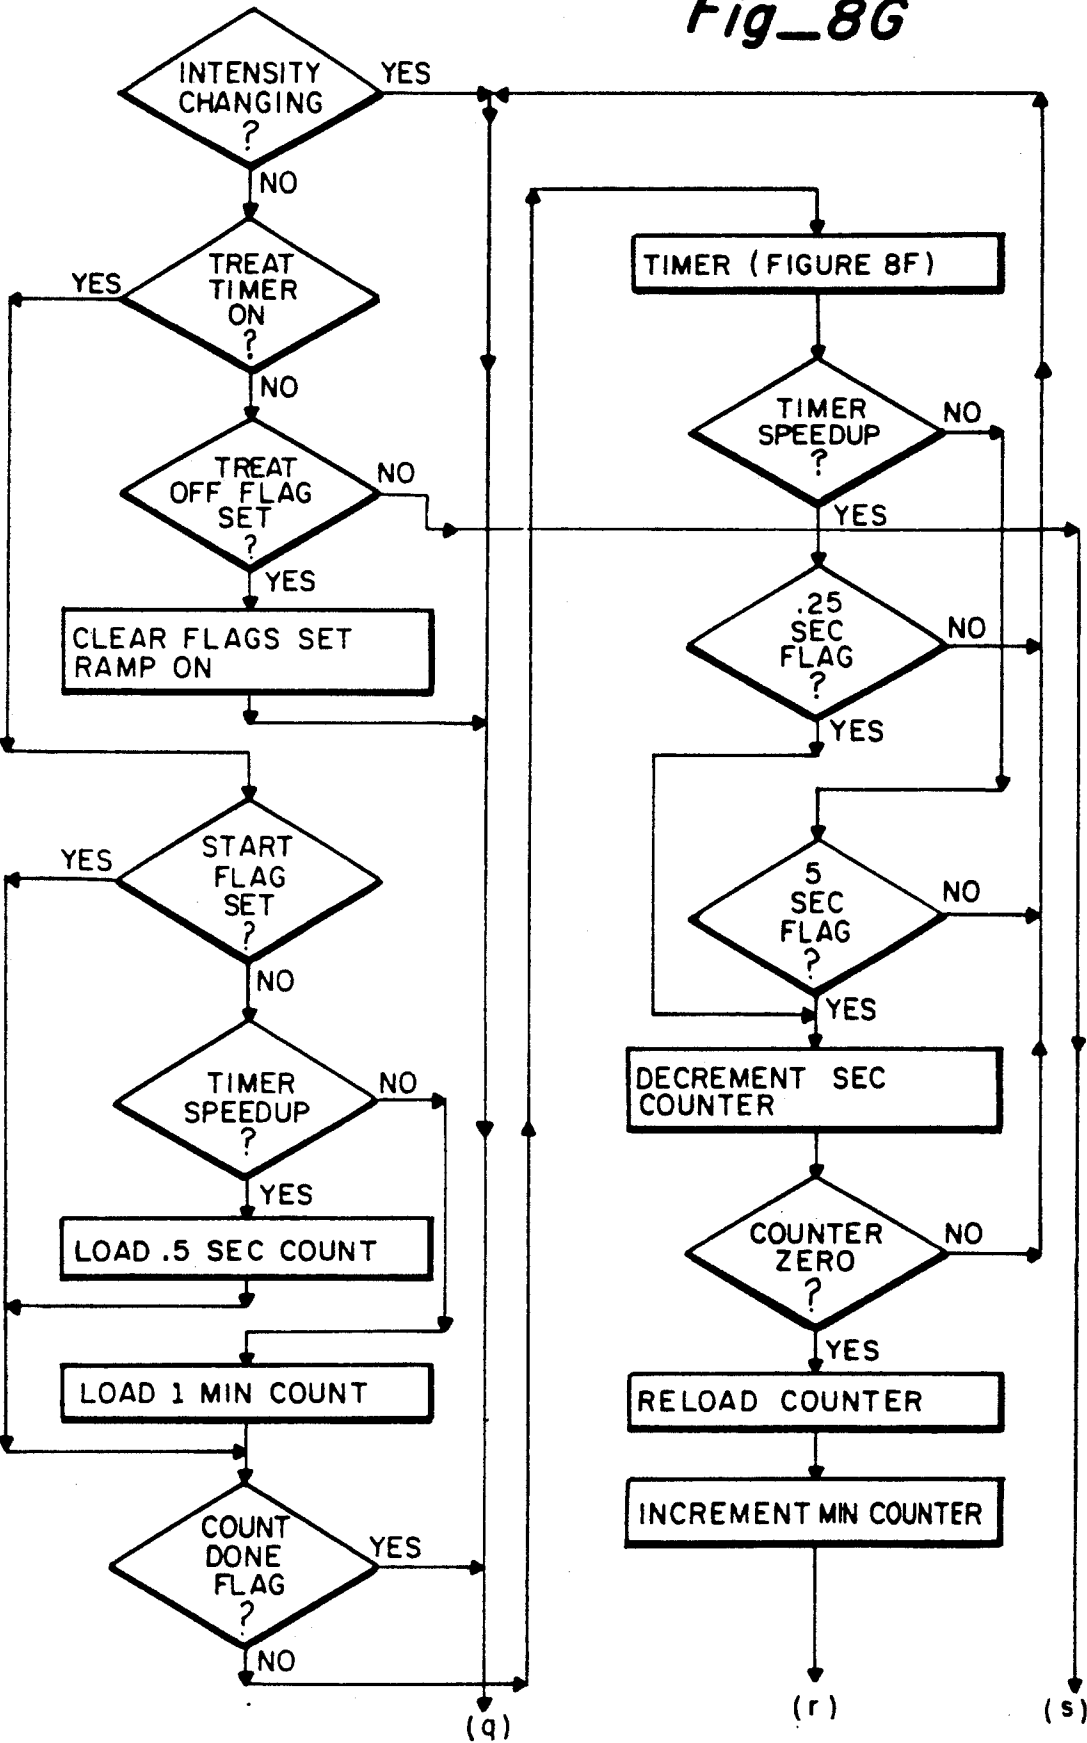 Fig_8G
INTENSITY
CHANGING
?
YES
NO
TREAT
TIMER
ON
?
YES
NO
TREAT
OFF FLAG
SET
?
NO
YES
CLEAR FLAGS SET
RAMP ON
START
FLAG
SET
?
YES
NO
TIMER
SPEEDUP
?
NO
YES
LOAD .5 SEC COUNT
LOAD 1 MIN COUNT
COUNT
DONE
FLAG
?
YES
NO
(q)
TIMER (FIGURE 8F)
TIMER
SPEEDUP
?
NO
YES
.25
SEC
FLAG
?
NO
YES
5
SEC
FLAG
?
NO
YES
DECREMENT SEC
COUNTER
COUNTER
ZERO
?
NO
YES
RELOAD COUNTER
INCREMENT MIN COUNTER
(r)
(s)